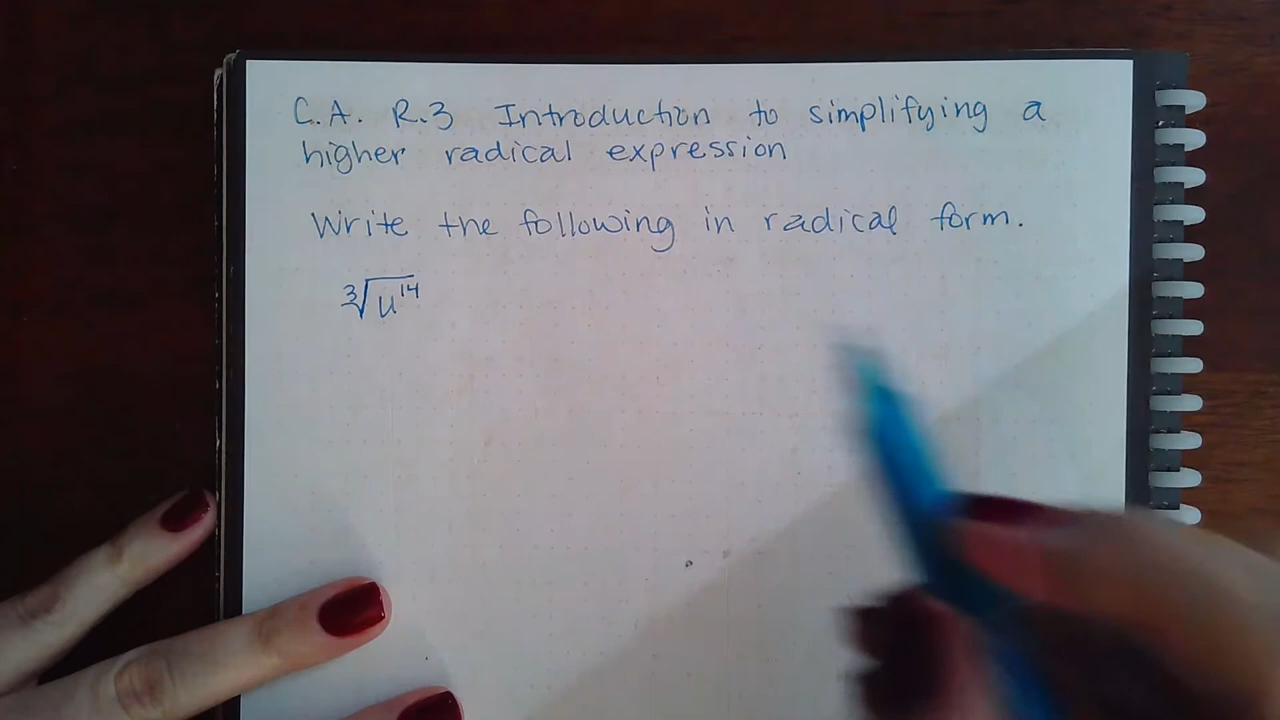 C.A. R.3 Introduction to simplifying a
higher radical expression
Write the following in radical form.
∛u¹⁴